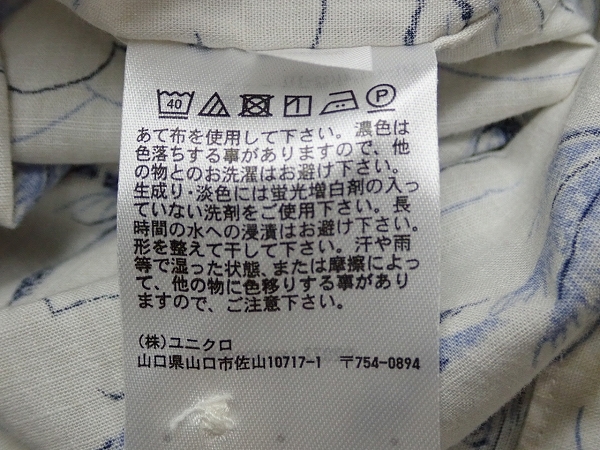 40 P
あて布を使用して下さい。濃色は
色落ちする事がありますので、他
の物とのお洗濯はお避け下さい。
生成り・淡色には蛍光増白剤の入っ
ていない洗剤をご使用下さい。長
時間の水への浸漬はお避け下さい。
形を整えて干して下さい。汗や雨
等で湿った状態、または摩擦によっ
て、他の物に色移りする事があり
ますので、ご注意下さい。
(株)ユニクロ
山口県山口市佐山10717-1 〒754-0894